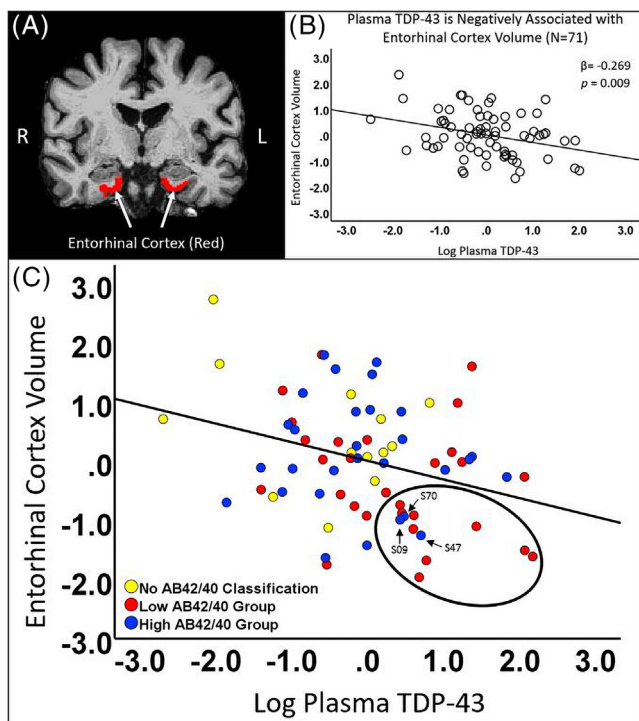 (A)
R
L
Entorhinal Cortex (Red)
(B)
Plasma TDP-43 is Negatively Associated with
Entorhinal Cortex Volume (N=71)
β= -0.269
p = 0.009
Entorhinal Cortex Volume
3.0
2.0
1.0
.0
-1.0
-2.0
-3.0
-3.0 -2.0 -1.0 .0 1.0 2.0 3.0
Log Plasma TDP-43
(C)
Entorhinal Cortex Volume
3.0
2.0
1.0
.0
-1.0
-2.0
-3.0
S70
S09
S47
No AB42/40 Classification
Low AB42/40 Group
High AB42/40 Group
-3.0 -2.0 -1.0 .0 1.0 2.0 3.0
Log Plasma TDP-43